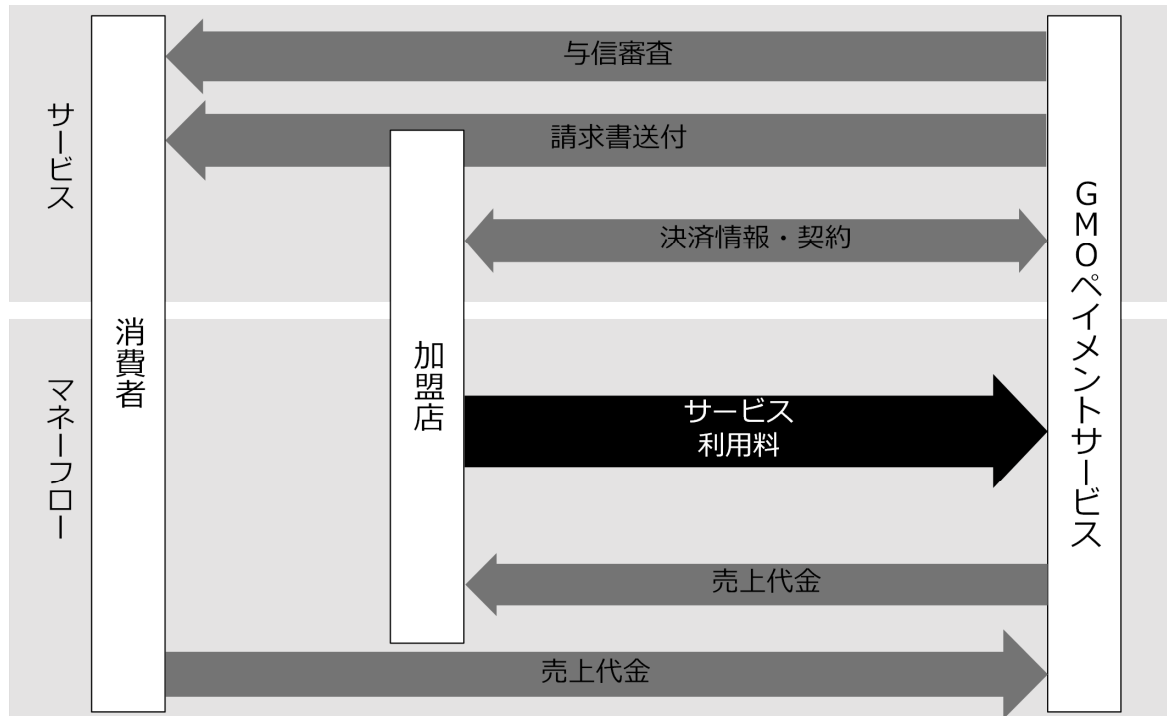 サービス
消費者
加盟店
GMOペイメントサービス
与信審査
請求書送付
決済情報・契約
マネーフロー
サービス
利用料
売上代金
売上代金